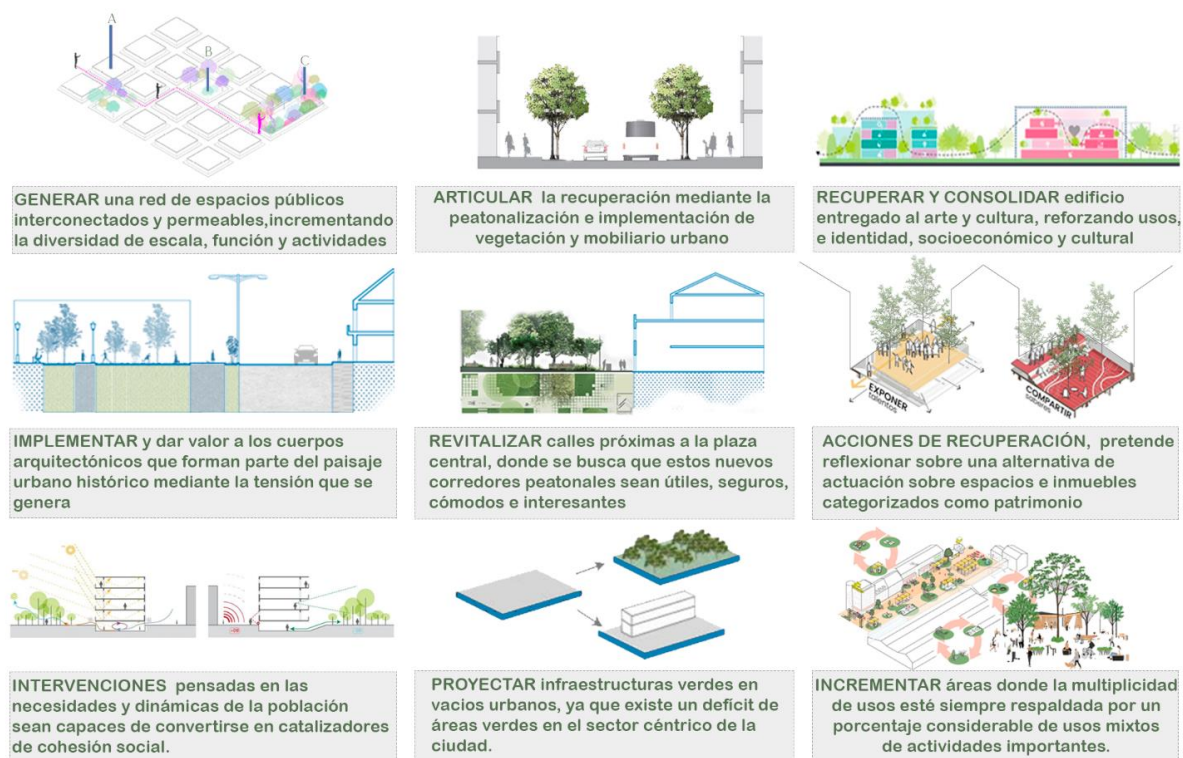 A
B
C
GENERAR una red de espacios públicos
interconectados y permeables,incrementando
la diversidad de escala, función y actividades
ARTICULAR la recuperación mediante la
peatonalización e implementación de
vegetación y mobiliario urbano
RECUPERAR Y CONSOLIDAR edificio
entregado al arte y cultura, reforzando usos,
e identidad, socioeconómico y cultural
EXPONER
talentos
COMPARTIR
saberes
IMPLEMENTAR y dar valor a los cuerpos
arquitectónicos que forman parte del paisaje
urbano histórico mediante la tensión que se
genera
REVITALIZAR calles próximas a la plaza
central, donde se busca que estos nuevos
corredores peatonales sean útiles, seguros,
cómodos e interesantes
ACCIONES DE RECUPERACIÓN, pretende
reflexionar sobre una alternativa de
actuación sobre espacios e inmuebles
categorizados como patrimonio
INTERVENCIONES pensadas en las
necesidades y dinámicas de la población
sean capaces de convertirse en catalizadores
de cohesión social.
PROYECTAR infraestructuras verdes en
vacios urbanos, ya que existe un deficit de
áreas verdes en el sector céntrico de la
ciudad.
INCREMENTAR áreas donde la multiplicidad
de usos esté siempre respaldada por un
porcentaje considerable de usos mixtos
de actividades importantes.